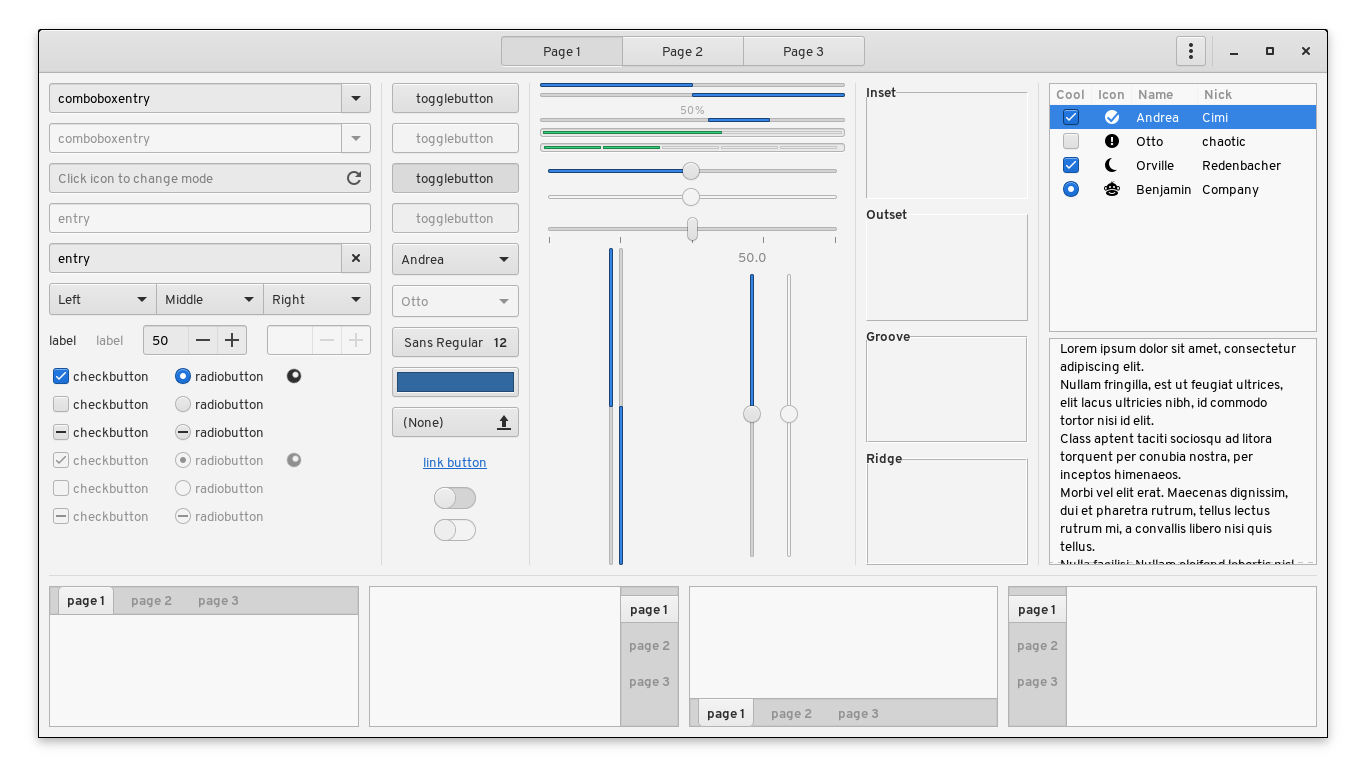 Page 1 Page 2 Page 3
comboboxentry
comboboxentry
Click icon to change mode
entry
entry
Left Middle Right
label label 50
checkbutton radiobutton
checkbutton radiobutton
checkbutton radiobutton
checkbutton radiobutton
checkbutton radiobutton
checkbutton radiobutton
togglebutton
togglebutton
togglebutton
togglebutton
Andrea
Otto
Sans Regular 12
(None)
link button
50%
50.0
Inset
Outset
Groove
Ridge
Cool Icon Name Nick
Andrea Cimi
Otto chaotic
Orville Redenbacher
Benjamin Company
Lorem ipsum dolor sit amet, consectetur
adipiscing elit.
Nullam fringilla, est ut feugiat ultrices,
elit lacus ultricies nibh, id commodo
tortor nisi id elit.
Class aptent taciti sociosqu ad litora
torquent per conubia nostra, per
inceptos himenaeos.
Morbi vel elit erat. Maecenas dignissim,
dui et pharetra rutrum, tellus lectus
rutrum mi, a convallis libero nisi quis
tellus.
Nulla facilisi. Nullam eleifend lobortis nisl
page 1 page 2 page 3
page 1
page 2
page 3
page 1 page 2 page 3
page 1
page 2
page 3